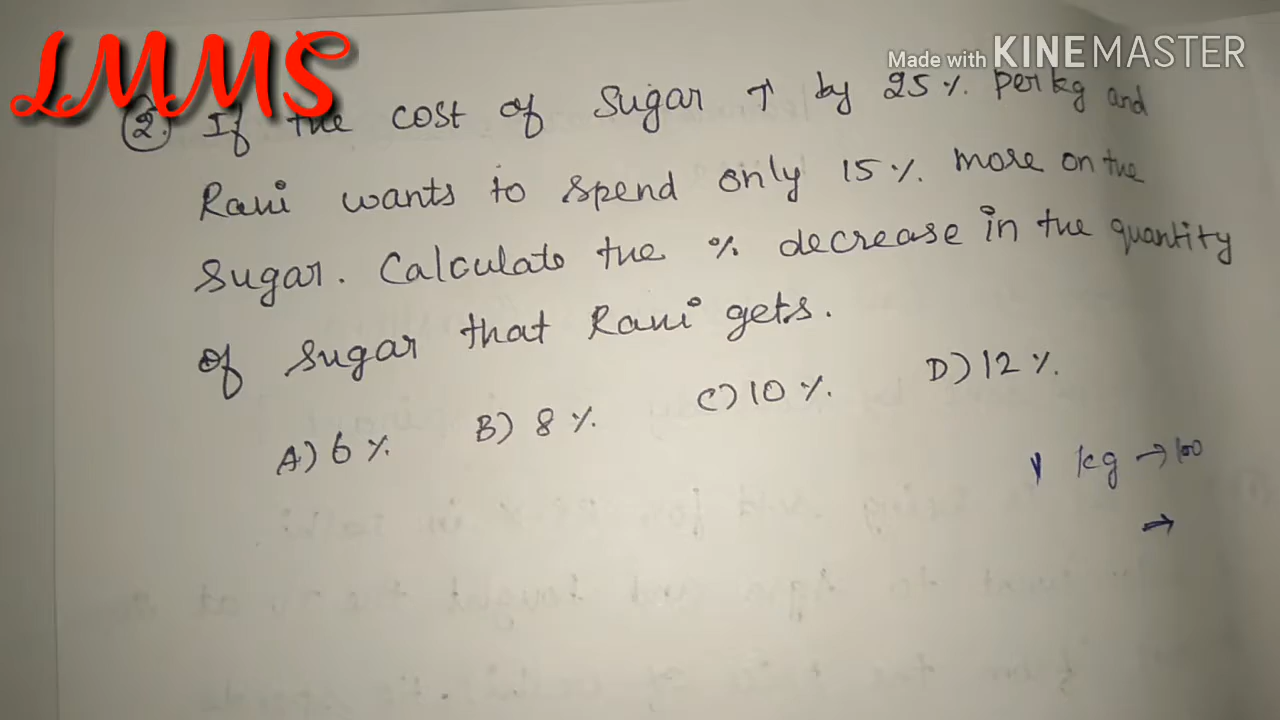 LMMS
Made with KINEMASTER
2. If the cost of Sugar ↑ by 25 % per kg and
Rani wants to spend only 15 % more on the
Sugar. Calculate the % decrease in the quantity
of sugar that Rani gets.
A) 6 % B) 8 % C) 10 % D) 12 %.
1 kg → 100
→